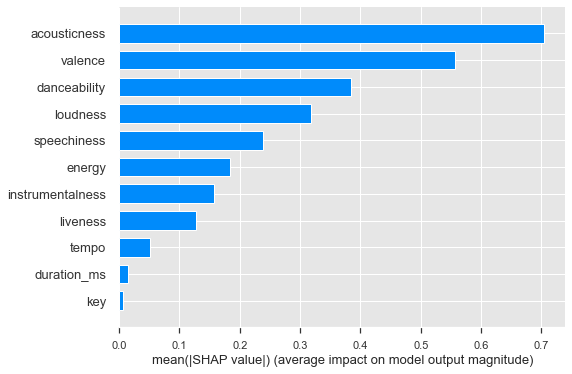 acousticness
valence
danceability
loudness
speechiness
energy
instrumentalness
liveness
tempo
duration_ms
key
0.0 0.1 0.2 0.3 0.4 0.5 0.6 0.7
mean(|SHAP value|) (average impact on model output magnitude)